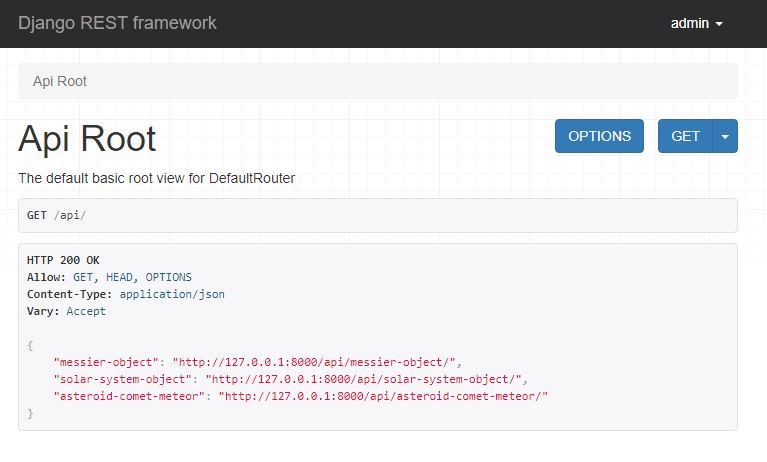 Django REST framework
admin
Api Root
Api Root
OPTIONS
GET
The default basic root view for DefaultRouter
GET /api/
HTTP 200 OK
Allow: GET, HEAD, OPTIONS
Content-Type: application/json
Vary: Accept
{
    "messier-object": "http://127.0.0.1:8000/api/messier-object/",
    "solar-system-object": "http://127.0.0.1:8000/api/solar-system-object/",
    "asteroid-comet-meteor": "http://127.0.0.1:8000/api/asteroid-comet-meteor/"
}